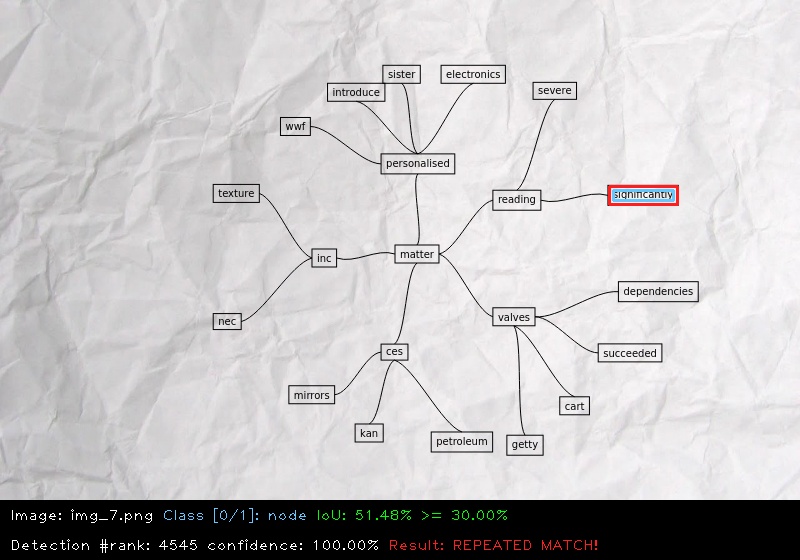 sister
electronics
introduce
severe
wwf
personalised
texture
reading
significantly
inc
matter
dependencies
nec
valves
ces
succeeded
mirrors
cart
kan
petroleum
getty
Image: img_7.png Class [0/1]: node IoU: 51.48% >= 30.00%
Detection #rank: 4545 confidence: 100.00% Result: REPEATED MATCH!